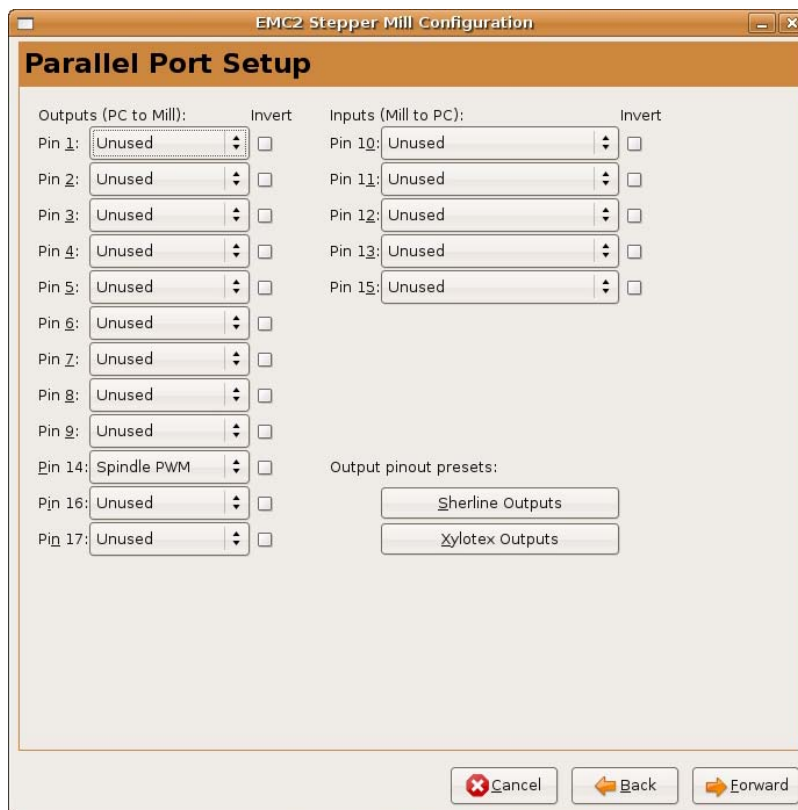 EMC2 Stepper Mill Configuration
Parallel Port Setup
Outputs (PC to Mill): Invert Inputs (Mill to PC): Invert
Pin 1: Unused Pin 10: Unused
Pin 2: Unused Pin 11: Unused
Pin 3: Unused Pin 12: Unused
Pin 4: Unused Pin 13: Unused
Pin 5: Unused Pin 15: Unused
Pin 6: Unused
Pin 7: Unused
Pin 8: Unused
Pin 9: Unused
Pin 14: Spindle PWM Output pinout presets:
Pin 16: Unused Sherline Outputs
Pin 17: Unused Xylotex Outputs
Cancel Back Forward